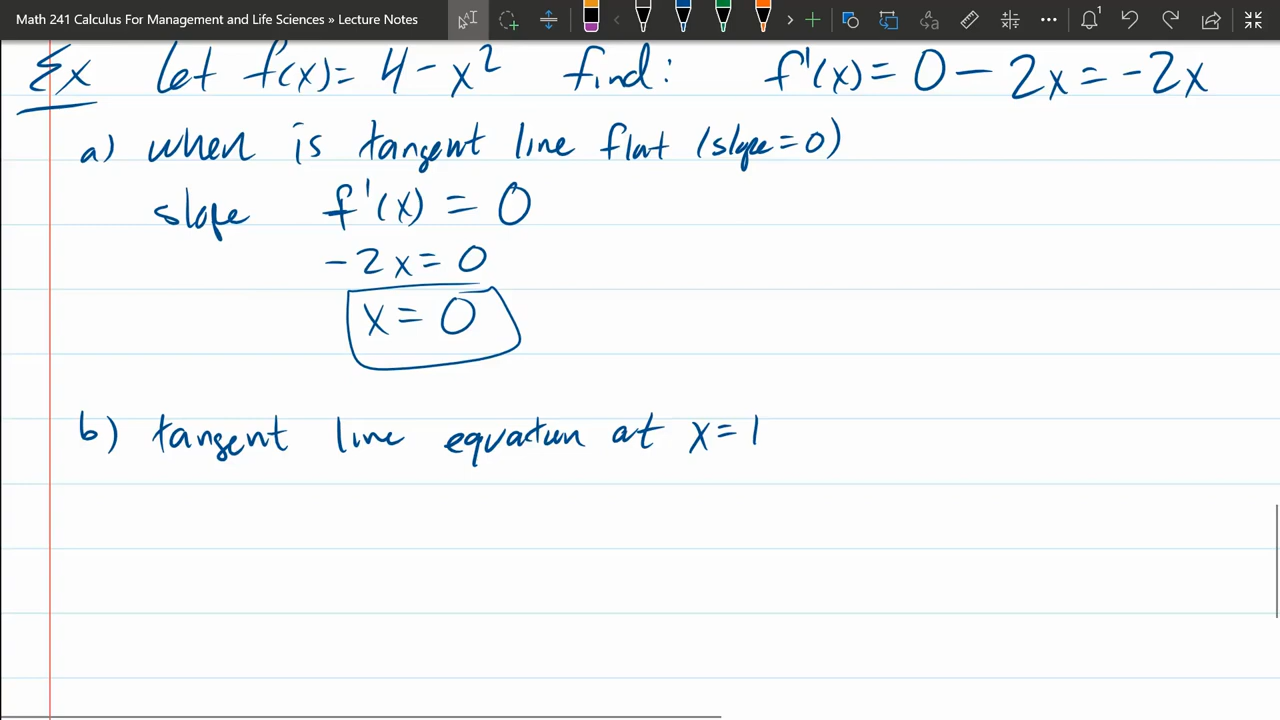 Math 241 Calculus For Management and Life Sciences » Lecture Notes
Ex let f(x) = 4 - x² find: f'(x) = 0 - 2x = -2x
a) when is tangent line flat (slope = 0)
slope f'(x) = 0
-2x = 0
x = 0
b) tangent line equation at x = 1